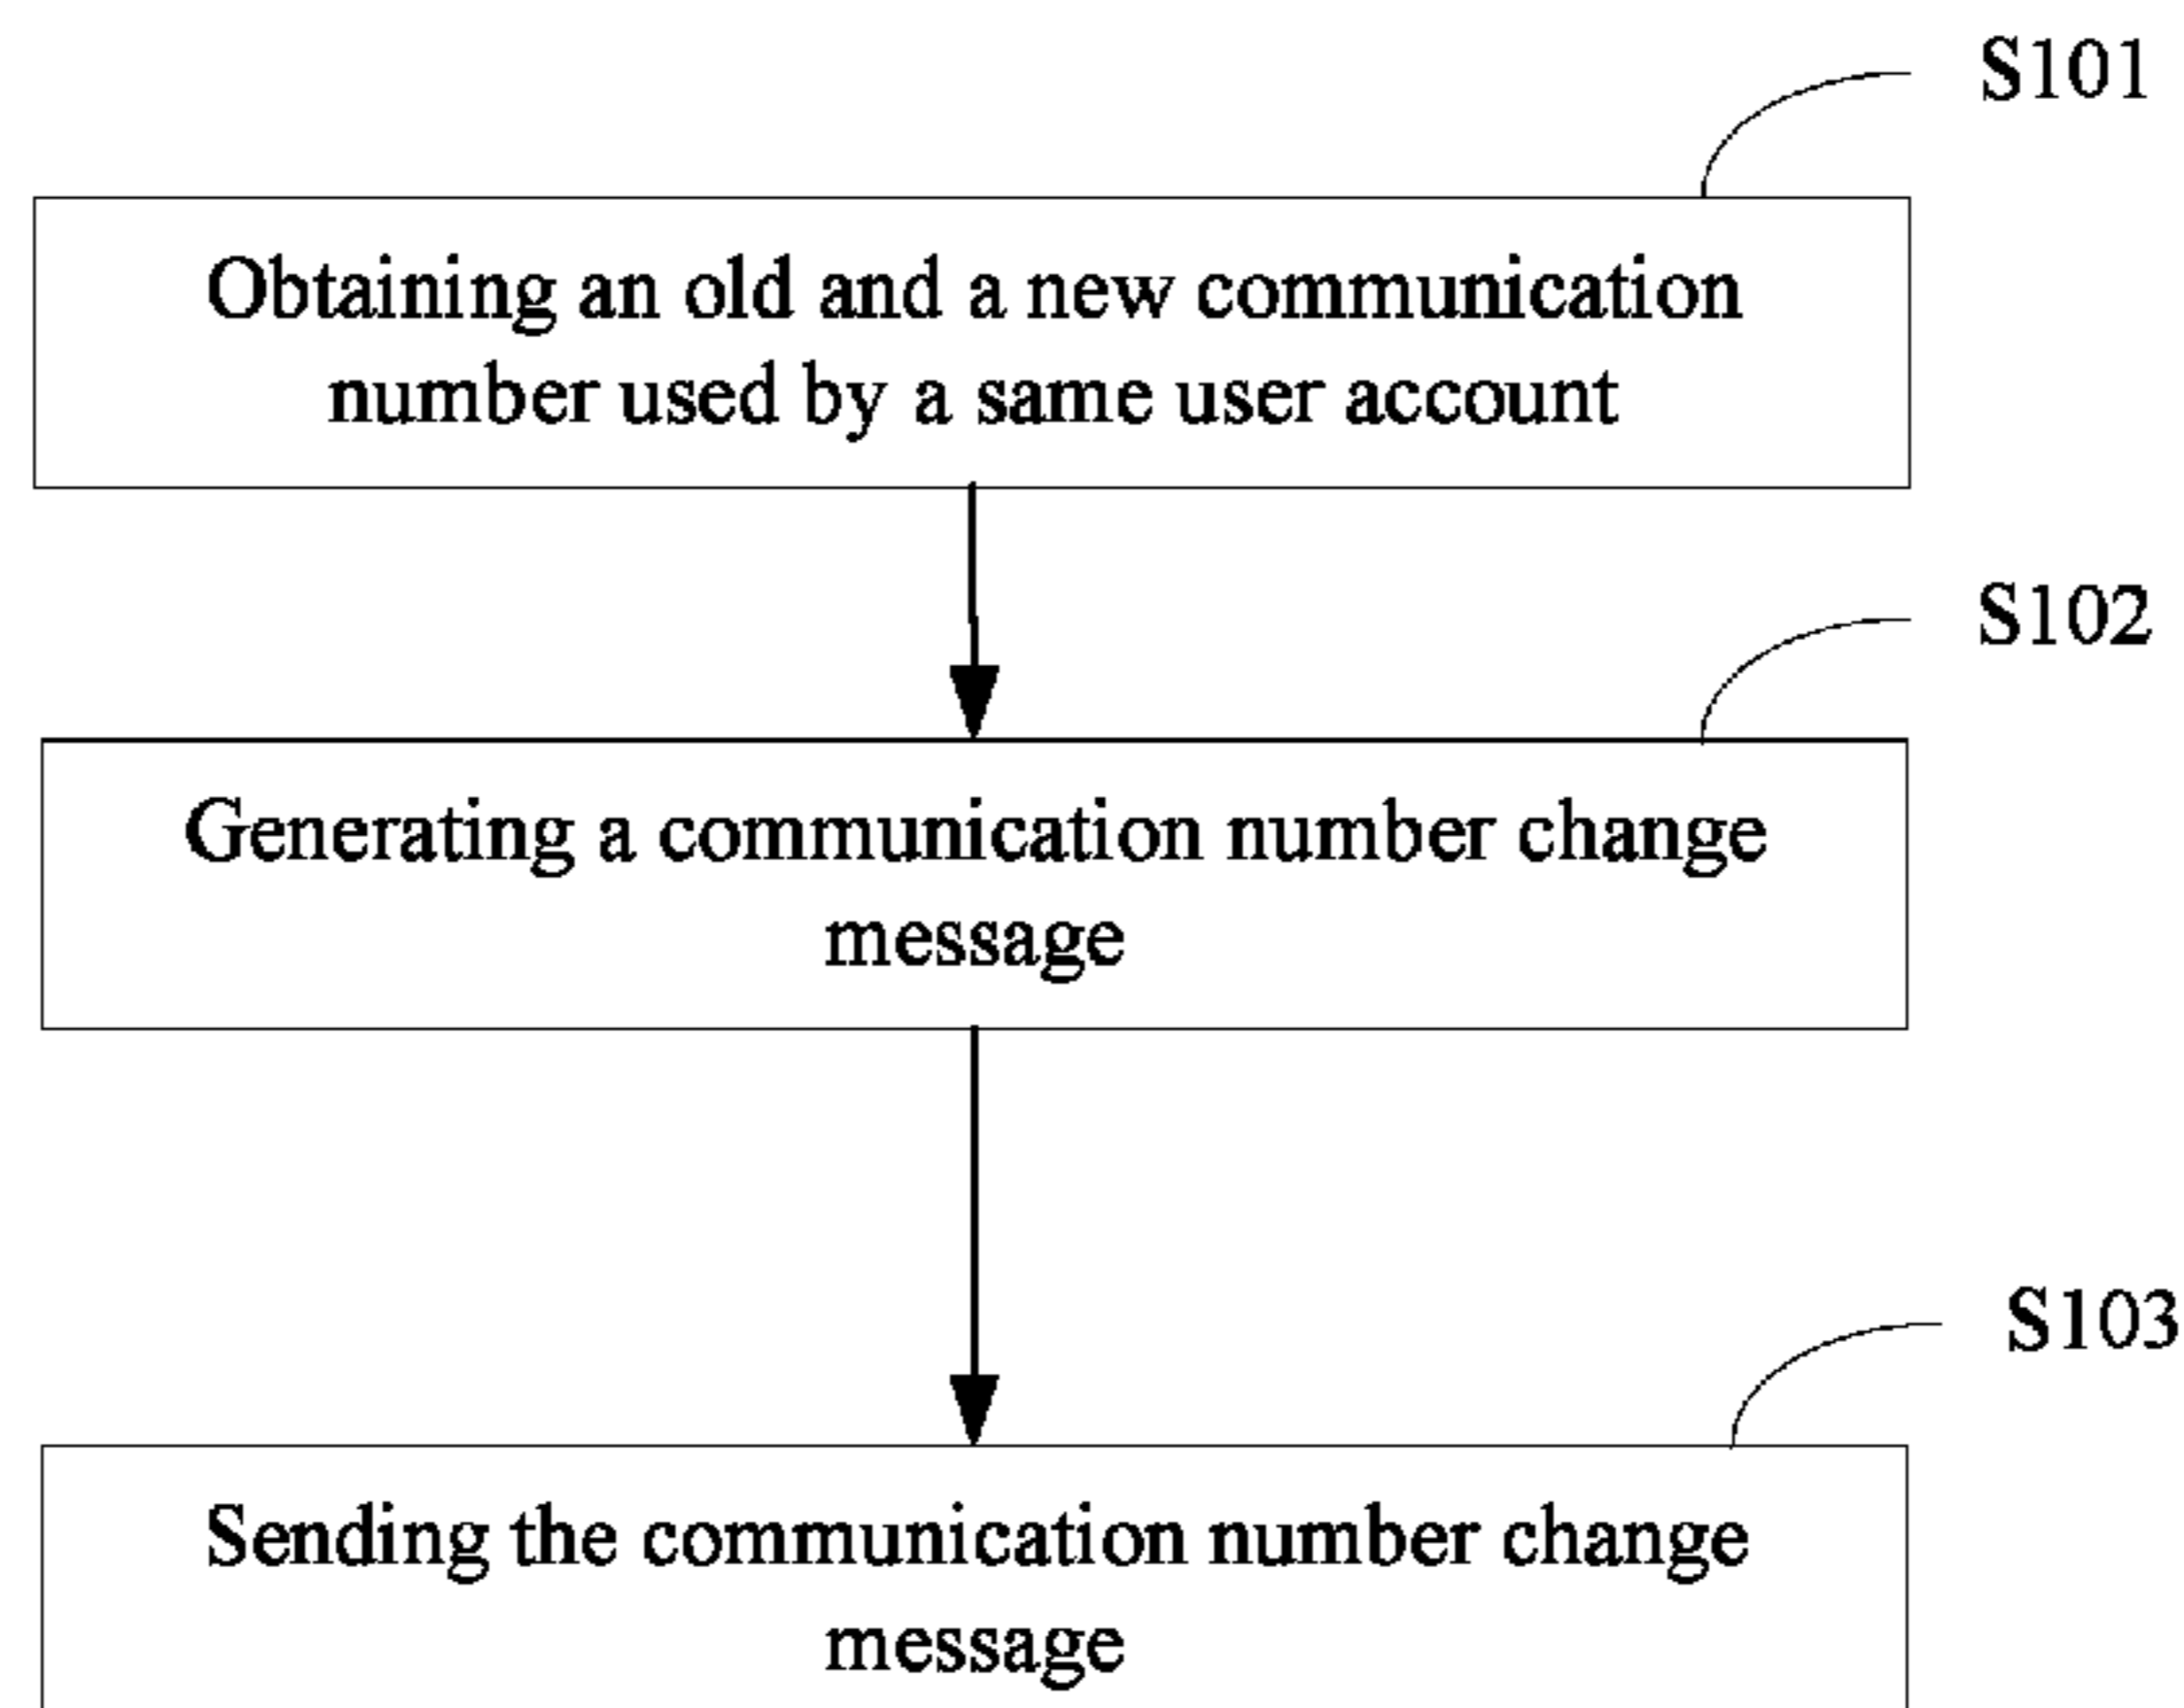 S101
Obtaining an old and a new communication
number used by a same user account
S102
Generating a communication number change
message
S103
Sending the communication number change
message